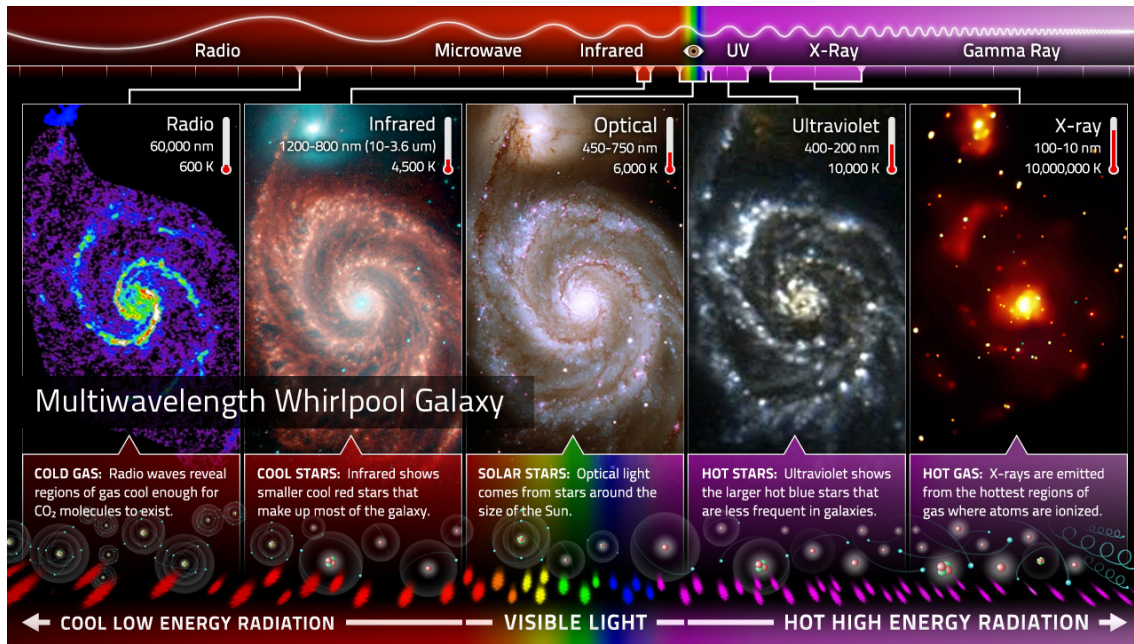 Radio
Microwave
Infrared
UV
X-Ray
Gamma Ray
Radio
60,000 nm
600 K
Infrared
1200-800 nm (10-3.6 um)
4,500 K
Optical
450-750 nm
6,000 K
Ultraviolet
400-200 nm
10,000 K
X-ray
100-10 nm
10,000,000 K
Multiwavelength Whirlpool Galaxy
COLD GAS: Radio waves reveal
regions of gas cool enough for
CO₂ molecules to exist.
COOL STARS: Infrared shows
smaller cool red stars that
make up most of the galaxy.
SOLAR STARS: Optical light
comes from stars around the
size of the Sun.
HOT STARS: Ultraviolet shows
the larger hot blue stars that
are less frequent in galaxies.
HOT GAS: X-rays are emitted
from the hottest regions of
gas where atoms are ionized.
COOL LOW ENERGY RADIATION
VISIBLE LIGHT
HOT HIGH ENERGY RADIATION